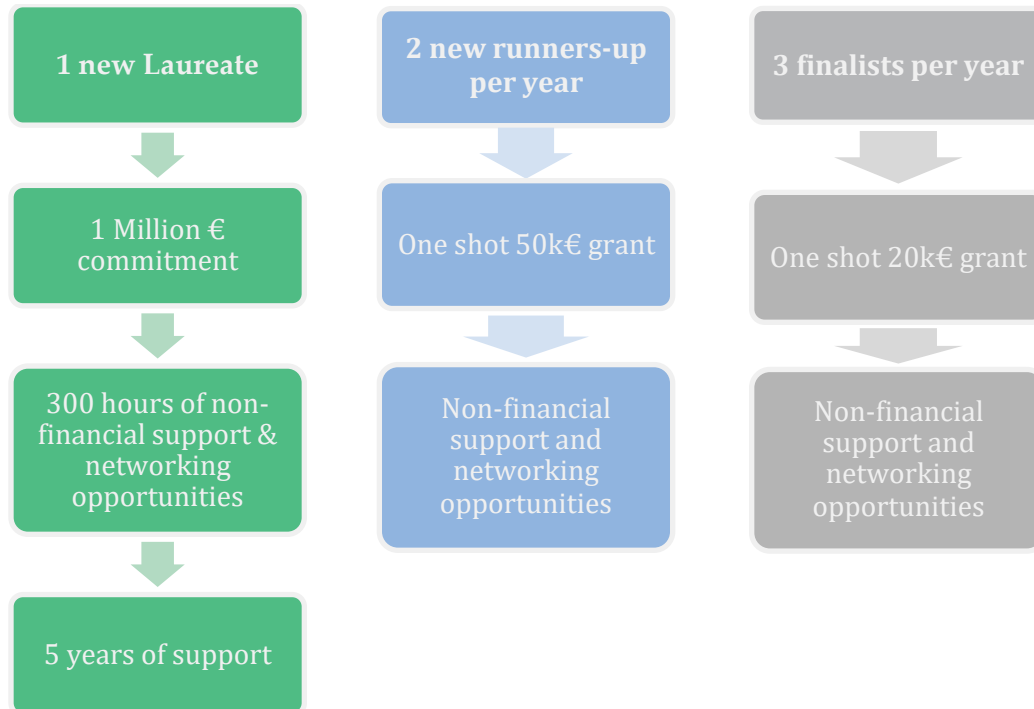 1 new Laureate
1 Million €
commitment
300 hours of non-
financial support &
networking
opportunities
5 years of support
2 new runners-up
per year
One shot 50k€ grant
Non-financial
support and
networking
opportunities
3 finalists per year
One shot 20k€ grant
Non-financial
support and
networking
opportunities